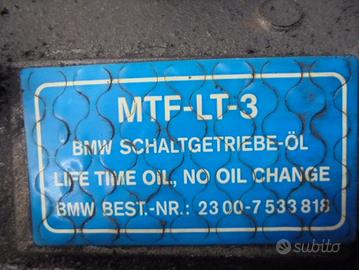 MTF-LT-3
BMW SCHALTGETRIEBE-ÖL
LIFE TIME OIL, NO OIL CHANGE
BMW BEST.-NR.: 23 00-7 533 818
subito